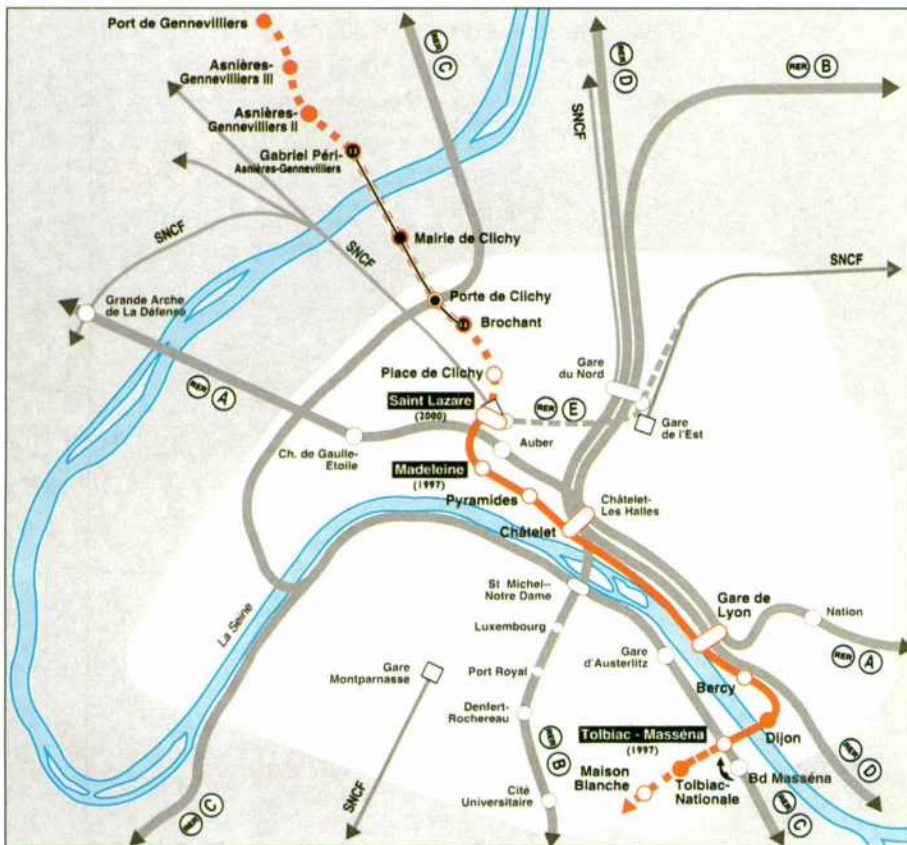 Port de Gennevilliers
Asnières-
Gennevilliers III
Asnières-
Gennevilliers II
Gabriel Péri-
Asnières-Gennevilliers
RER C
RER D
RER B
SNCF
SNCF
SNCF
SNCF
Mairie de Clichy
Grande Arche
de La Défense
Porte de Clichy
Brochant
Place de Clichy
Gare
du Nord
RER A
Saint Lazare
(2000)
RER E
Gare
de l'Est
Ch. de Gaulle-
Etoile
Auber
Madeleine
(1997)
Pyramides
Châtelet-
Les Halles
Châtelet
La Seine
St Michel--
Notre Dame
Gare de
Lyon
Nation
Luxembourg
Gare
d'Austerlitz
RER A
Gare
Montparnasse
Port Royal
Bercy
Denfert-
Rochereau
Tolbiac - Masséna
(1997)
Dijon
RER B
Maison
Blanche
Tolbiac-
Nationale
Bd Masséna
RER D
SNCF
Cité
Universitaire
RER C
RER C